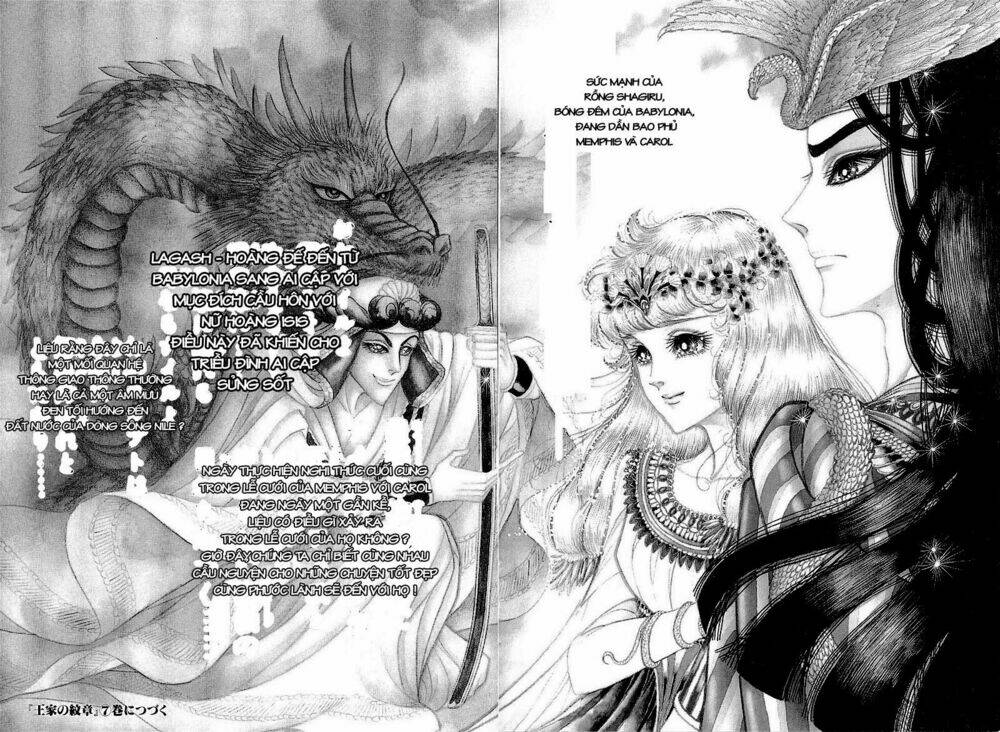 SỨC MẠNH CỦA
RỒNG SHAGIRU,
BÓNG ĐÊM CỦA BABYLONIA,
ĐANG DẦN BAO PHỦ
MEMPHIS VÀ CAROL
LAGASH - HOÀNG ĐẾ ĐẾN TỪ
BABYLONIA SANG AI CẬP VỚI
MỤC ĐÍCH CẦU HÔN VỚI
NỮ HOÀNG ISIS
ĐIỀU NÀY ĐÃ KHIẾN CHO
TRIỀU ĐÌNH AI CẬP
SỬNG SỐT
LIỆU RẰNG ĐÂY CHỈ LÀ
MỘT MỐI QUAN HỆ
THÔNG GIAO THÔNG THƯỜNG
HAY LÀ CẢ MỘT ÂM MƯU
ĐEN TỐI HƯỚNG ĐẾN
ĐẤT NƯỚC CỦA DÒNG SÔNG NILE ?
NGÀY THỰC HIỆN NGHI THỨC CUỐI CÙNG
TRONG LỄ CƯỚI CỦA MEMPHIS VỚI CAROL
ĐANG NGÀY MỘT GẦN KỀ,
LIỆU CÓ ĐIỀU GÌ XẢY RA
TRONG LỄ CƯỚI CỦA HỌ KHÔNG ?
GIỜ ĐÂY CHÚNG TA CHỈ BIẾT CÙNG NHAU
CẦU NGUYỆN CHO NHỮNG CHUYỆN TỐT ĐẸP
CÙNG PHƯỚC LÀNH SẼ ĐẾN VỚI HỌ !
『王家の紋章』7巻につづく